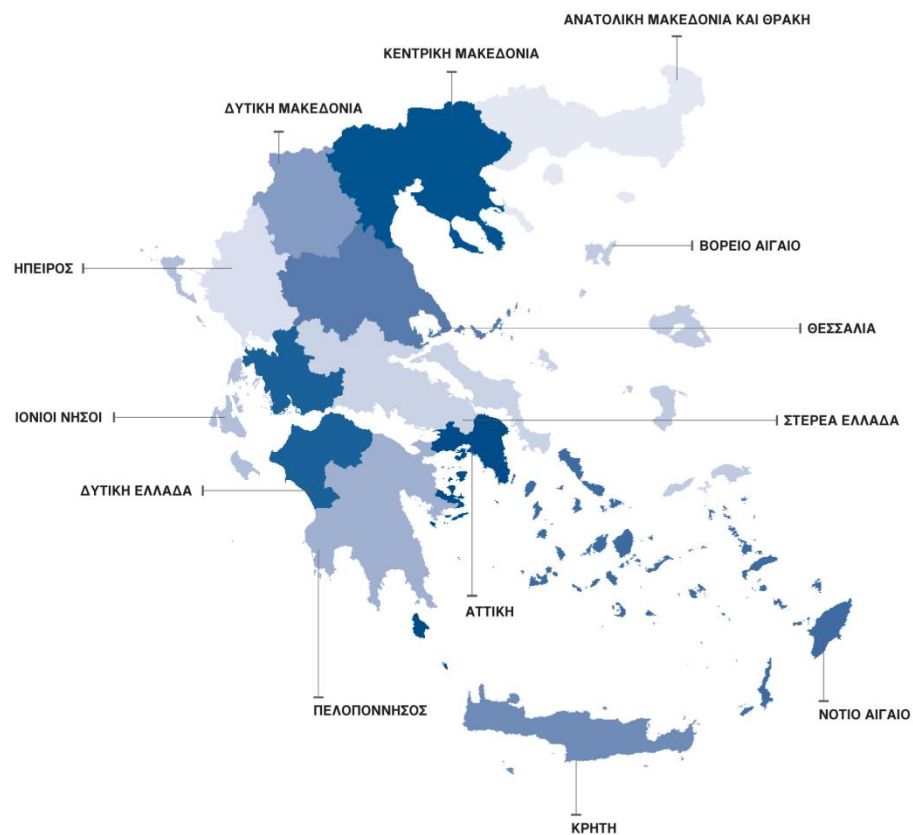 ΑΝΑΤΟΛΙΚΗ ΜΑΚΕΔΟΝΙΑ ΚΑΙ ΘΡΑΚΗ
ΚΕΝΤΡΙΚΗ ΜΑΚΕΔΟΝΙΑ
ΔΥΤΙΚΗ ΜΑΚΕΔΟΝΙΑ
ΒΟΡΕΙΟ ΑΙΓΑΙΟ
ΗΠΕΙΡΟΣ
ΘΕΣΣΑΛΙΑ
ΙΟΝΙΟΙ ΝΗΣΟΙ
ΣΤΕΡΕΑ ΕΛΛΑΔΑ
ΔΥΤΙΚΗ ΕΛΛΑΔΑ
ΑΤΤΙΚΗ
ΠΕΛΟΠΟΝΝΗΣΟΣ
ΝΟΤΙΟ ΑΙΓΑΙΟ
ΚΡΗΤΗ